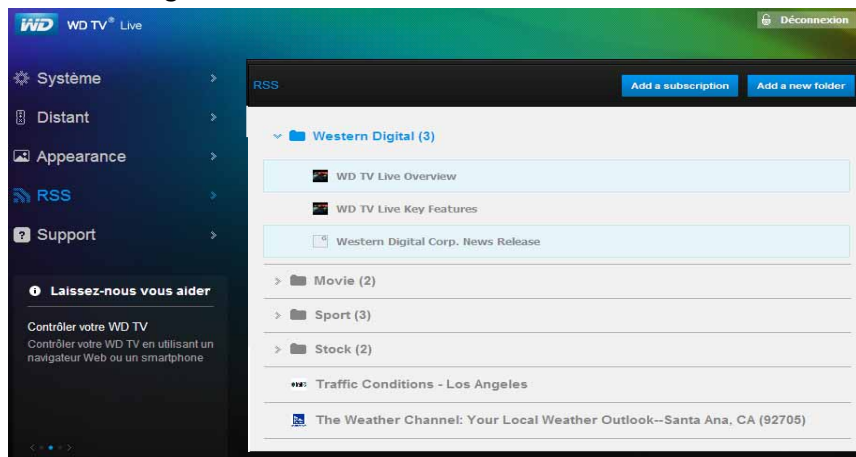 WD WD TV® Live
Déconnexion
Système
Distant
Appearance
RSS
Support
Laissez-nous vous aider
Contrôler votre WD TV
Contrôler votre WD TV en utilisant un
navigateur Web ou un smartphone
RSS
Add a subscription
Add a new folder
Western Digital (3)
WD TV Live Overview
WD TV Live Key Features
Western Digital Corp. News Release
Movie (2)
Sport (3)
Stock (2)
Traffic Conditions - Los Angeles
The Weather Channel: Your Local Weather Outlook--Santa Ana, CA (92705)